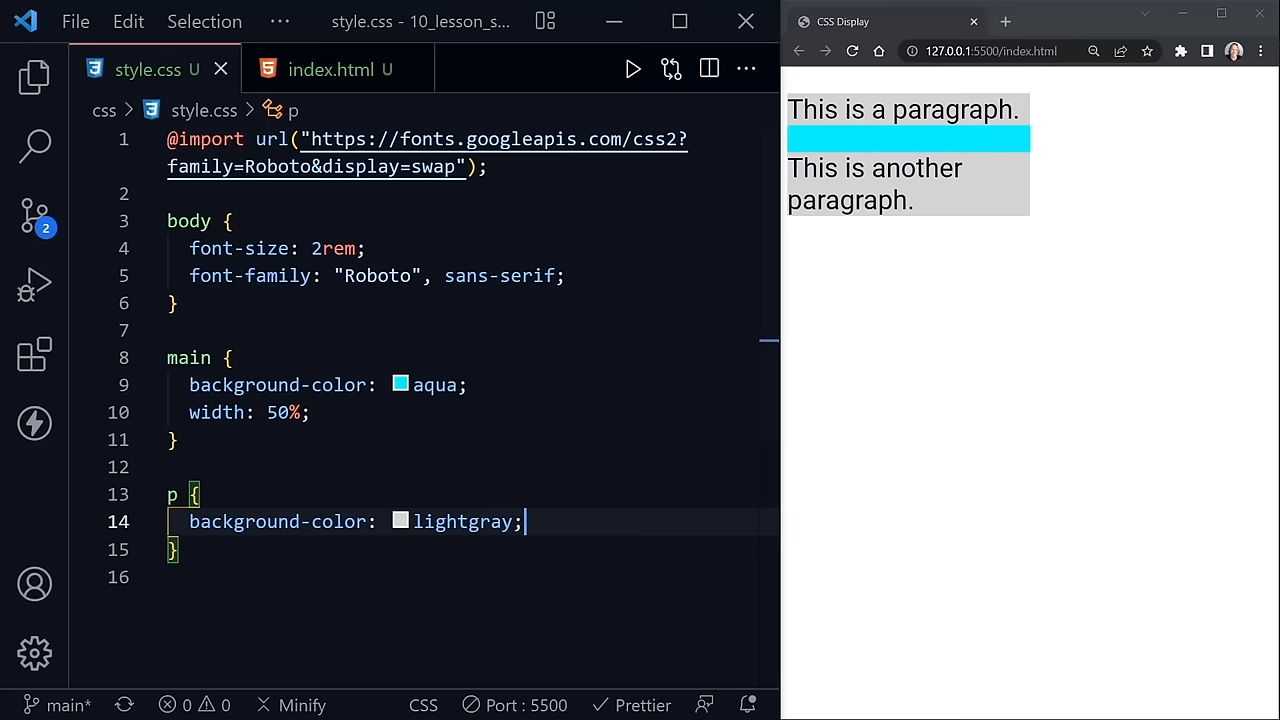 File Edit Selection ··· style.css - 10_lesson_s...
style.css U index.html U
css > style.css > p
1 @import url("https://fonts.googleapis.com/css2?
family=Roboto&display=swap");
2
3 body {
4 font-size: 2rem;
5 font-family: "Roboto", sans-serif;
6 }
7
8 main {
9 background-color: aqua;
10 width: 50%;
11 }
12
13 p {
14 background-color: lightgray;
15 }
16
2
main* 0 0 Minify CSS Port : 5500 Prettier
CSS Display
127.0.0.1:5500/index.html
This is a paragraph.
This is another
paragraph.